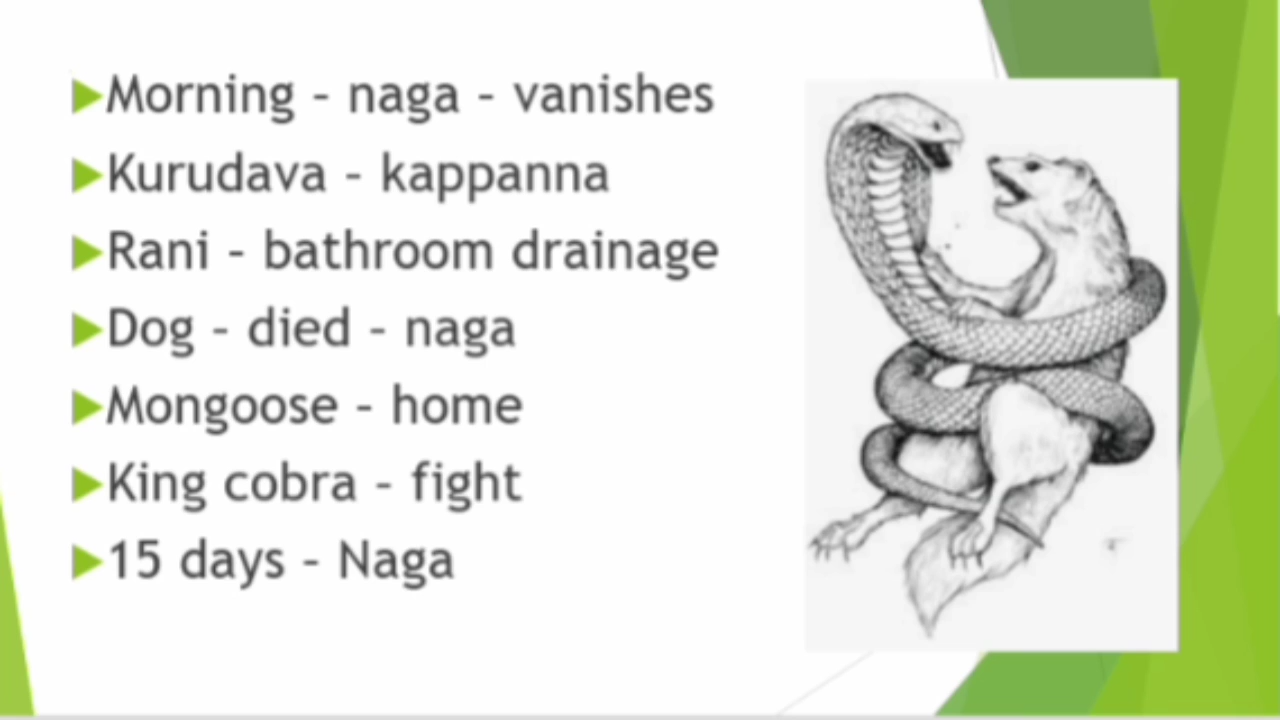 Morning – naga – vanishes
Kurudava – kappanna
Rani – bathroom drainage
Dog – died – naga
Mongoose – home
King cobra – fight
15 days – Naga